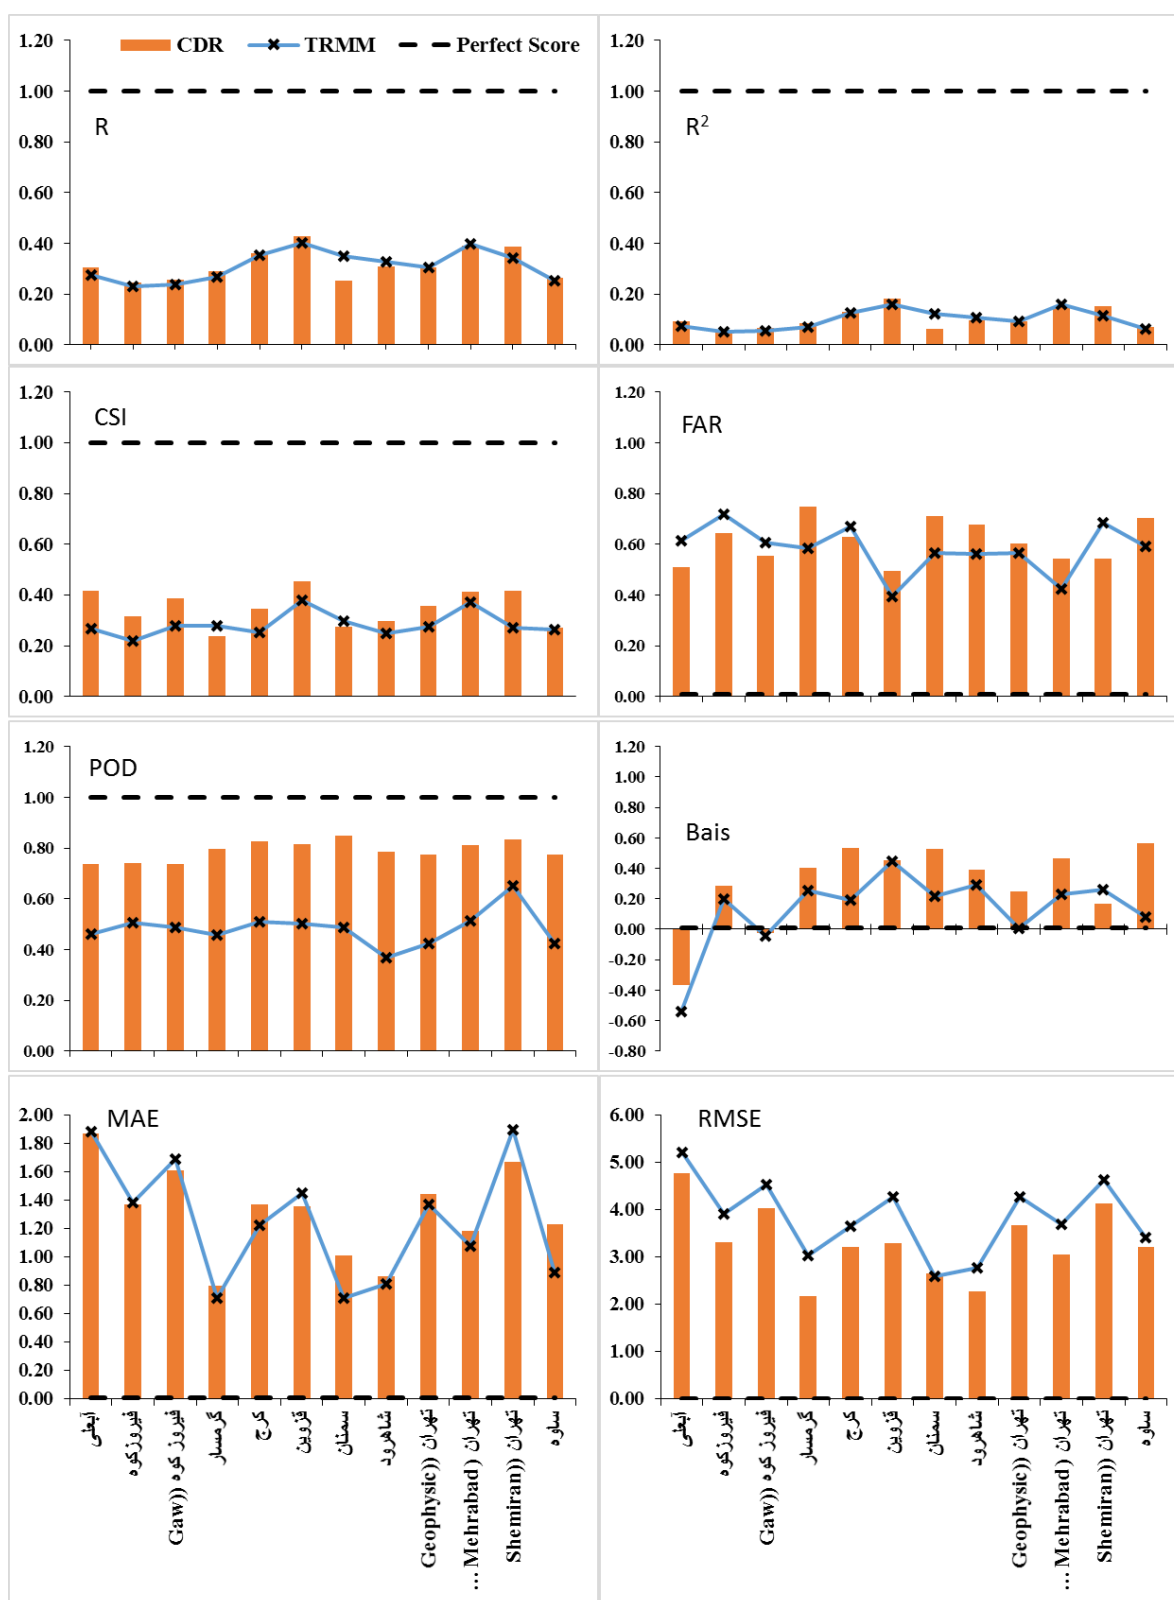 CDR TRMM Perfect Score
1.20
1.00
0.80
0.60
0.40
0.20
0.00
R
1.20
1.00
0.80
0.60
0.40
0.20
0.00
R²
1.20
1.00
0.80
0.60
0.40
0.20
0.00
CSI
1.20
1.00
0.80
0.60
0.40
0.20
0.00
FAR
1.20
1.00
0.80
0.60
0.40
0.20
0.00
POD
1.20
1.00
0.80
0.60
0.40
0.20
0.00
-0.20
-0.40
-0.60
-0.80
Bais
2.00
1.80
1.60
1.40
1.20
1.00
0.80
0.60
0.40
0.20
0.00
MAE
آبعلی
فیروزکوه
فیروز کوه ((Gaw
گرمسار
کرج
قزوین
سمنان
شاهرود
تهران ((Geophysic
تهران ( Mehrabad ...
تهران ((Shemiran
ساوه
6.00
5.00
4.00
3.00
2.00
1.00
0.00
RMSE
آبعلی
فیروزکوه
فیروز کوه ((Gaw
گرمسار
کرج
قزوین
سمنان
شاهرود
تهران ((Geophysic
تهران ( Mehrabad ...
تهران ((Shemiran
ساوه